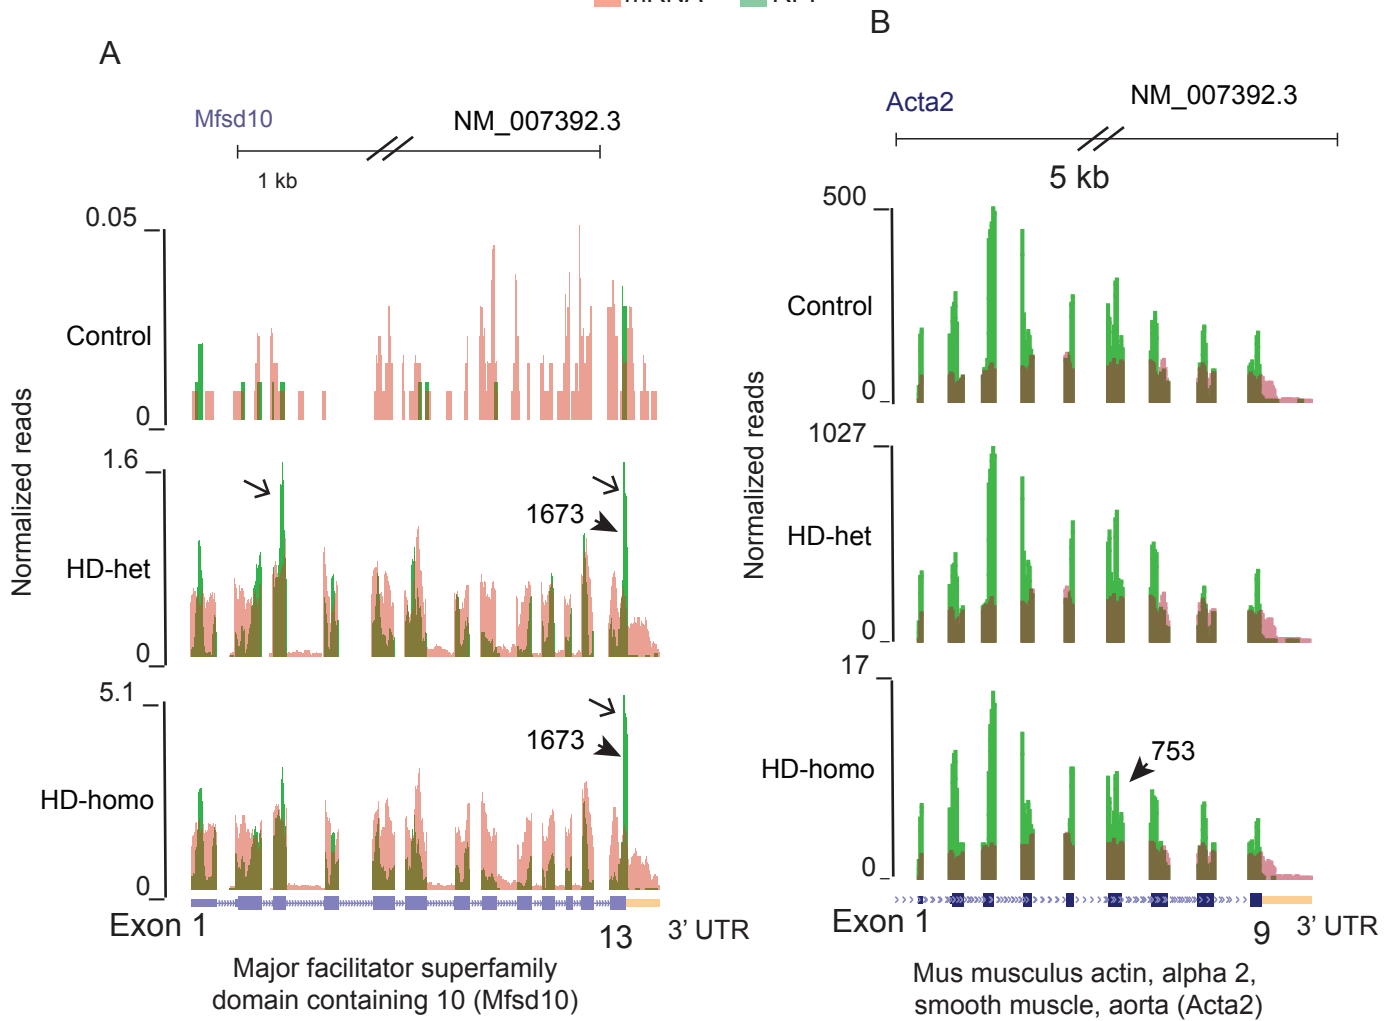 A
B
Mfsd10
NM_007392.3
1 kb
Acta2
NM_007392.3
5 kb
Normalized reads
0.05
Control
0
1.6
1673
HD-het
0
5.1
1673
HD-homo
0
Exon 1
13
3' UTR
Major facilitator superfamily
domain containing 10 (Mfsd10)
Normalized reads
500
Control
0
1027
HD-het
0
17
753
HD-homo
0
Exon 1
9
3' UTR
Mus musculus actin, alpha 2,
smooth muscle, aorta (Acta2)